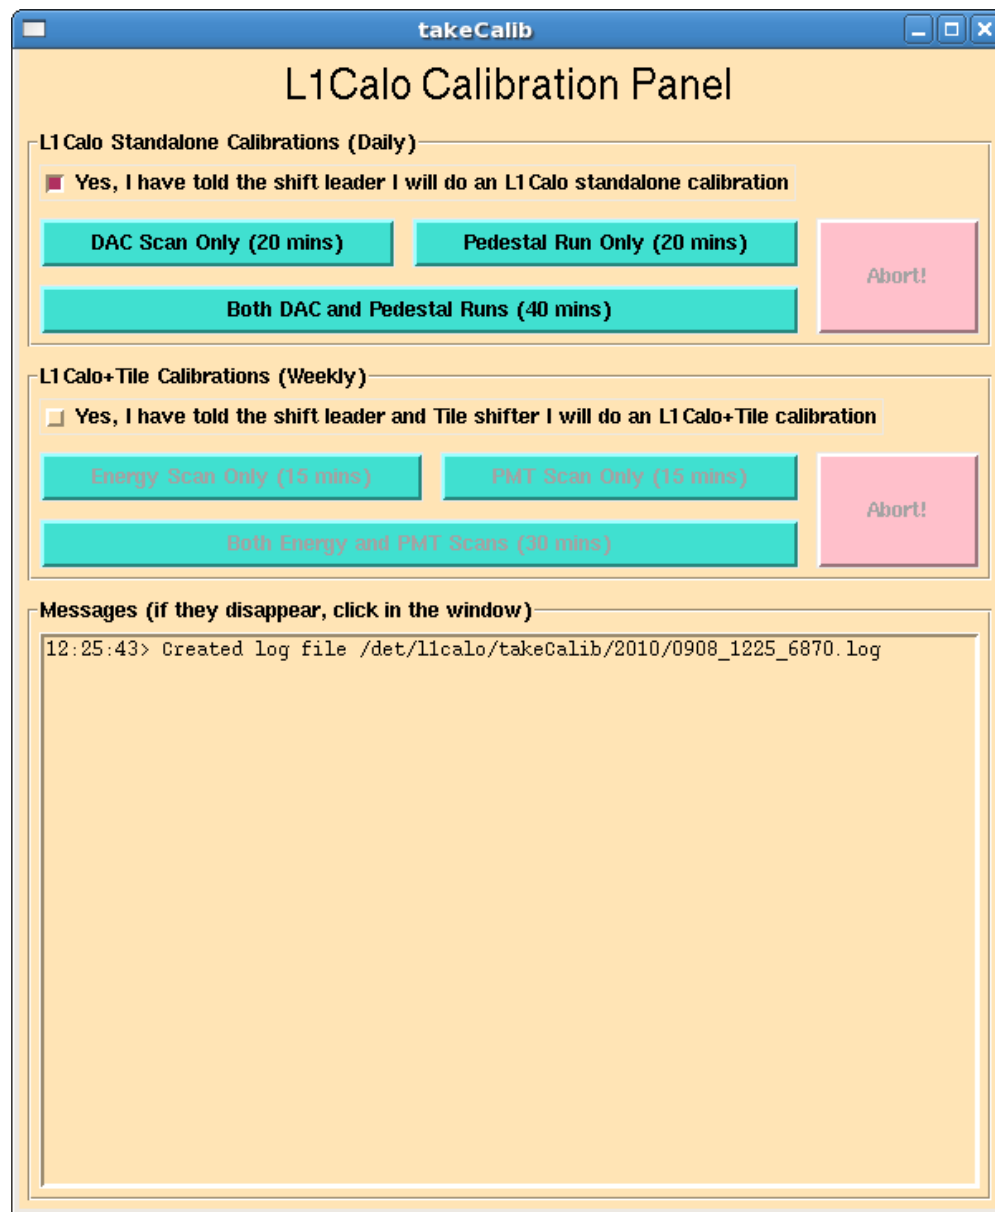 takeCalib
L1Calo Calibration Panel
L1Calo Standalone Calibrations (Daily)
Yes, I have told the shift leader I will do an L1Calo standalone calibration
DAC Scan Only (20 mins)
Pedestal Run Only (20 mins)
Abort!
Both DAC and Pedestal Runs (40 mins)
L1Calo+Tile Calibrations (Weekly)
Yes, I have told the shift leader and Tile shifter I will do an L1Calo+Tile calibration
Energy Scan Only (15 mins)
PMT Scan Only (15 mins)
Abort!
Both Energy and PMT Scans (30 mins)
Messages (if they disappear, click in the window)
12:25:43> Created log file /det/l1calo/takeCalib/2010/0908_1225_6870.log